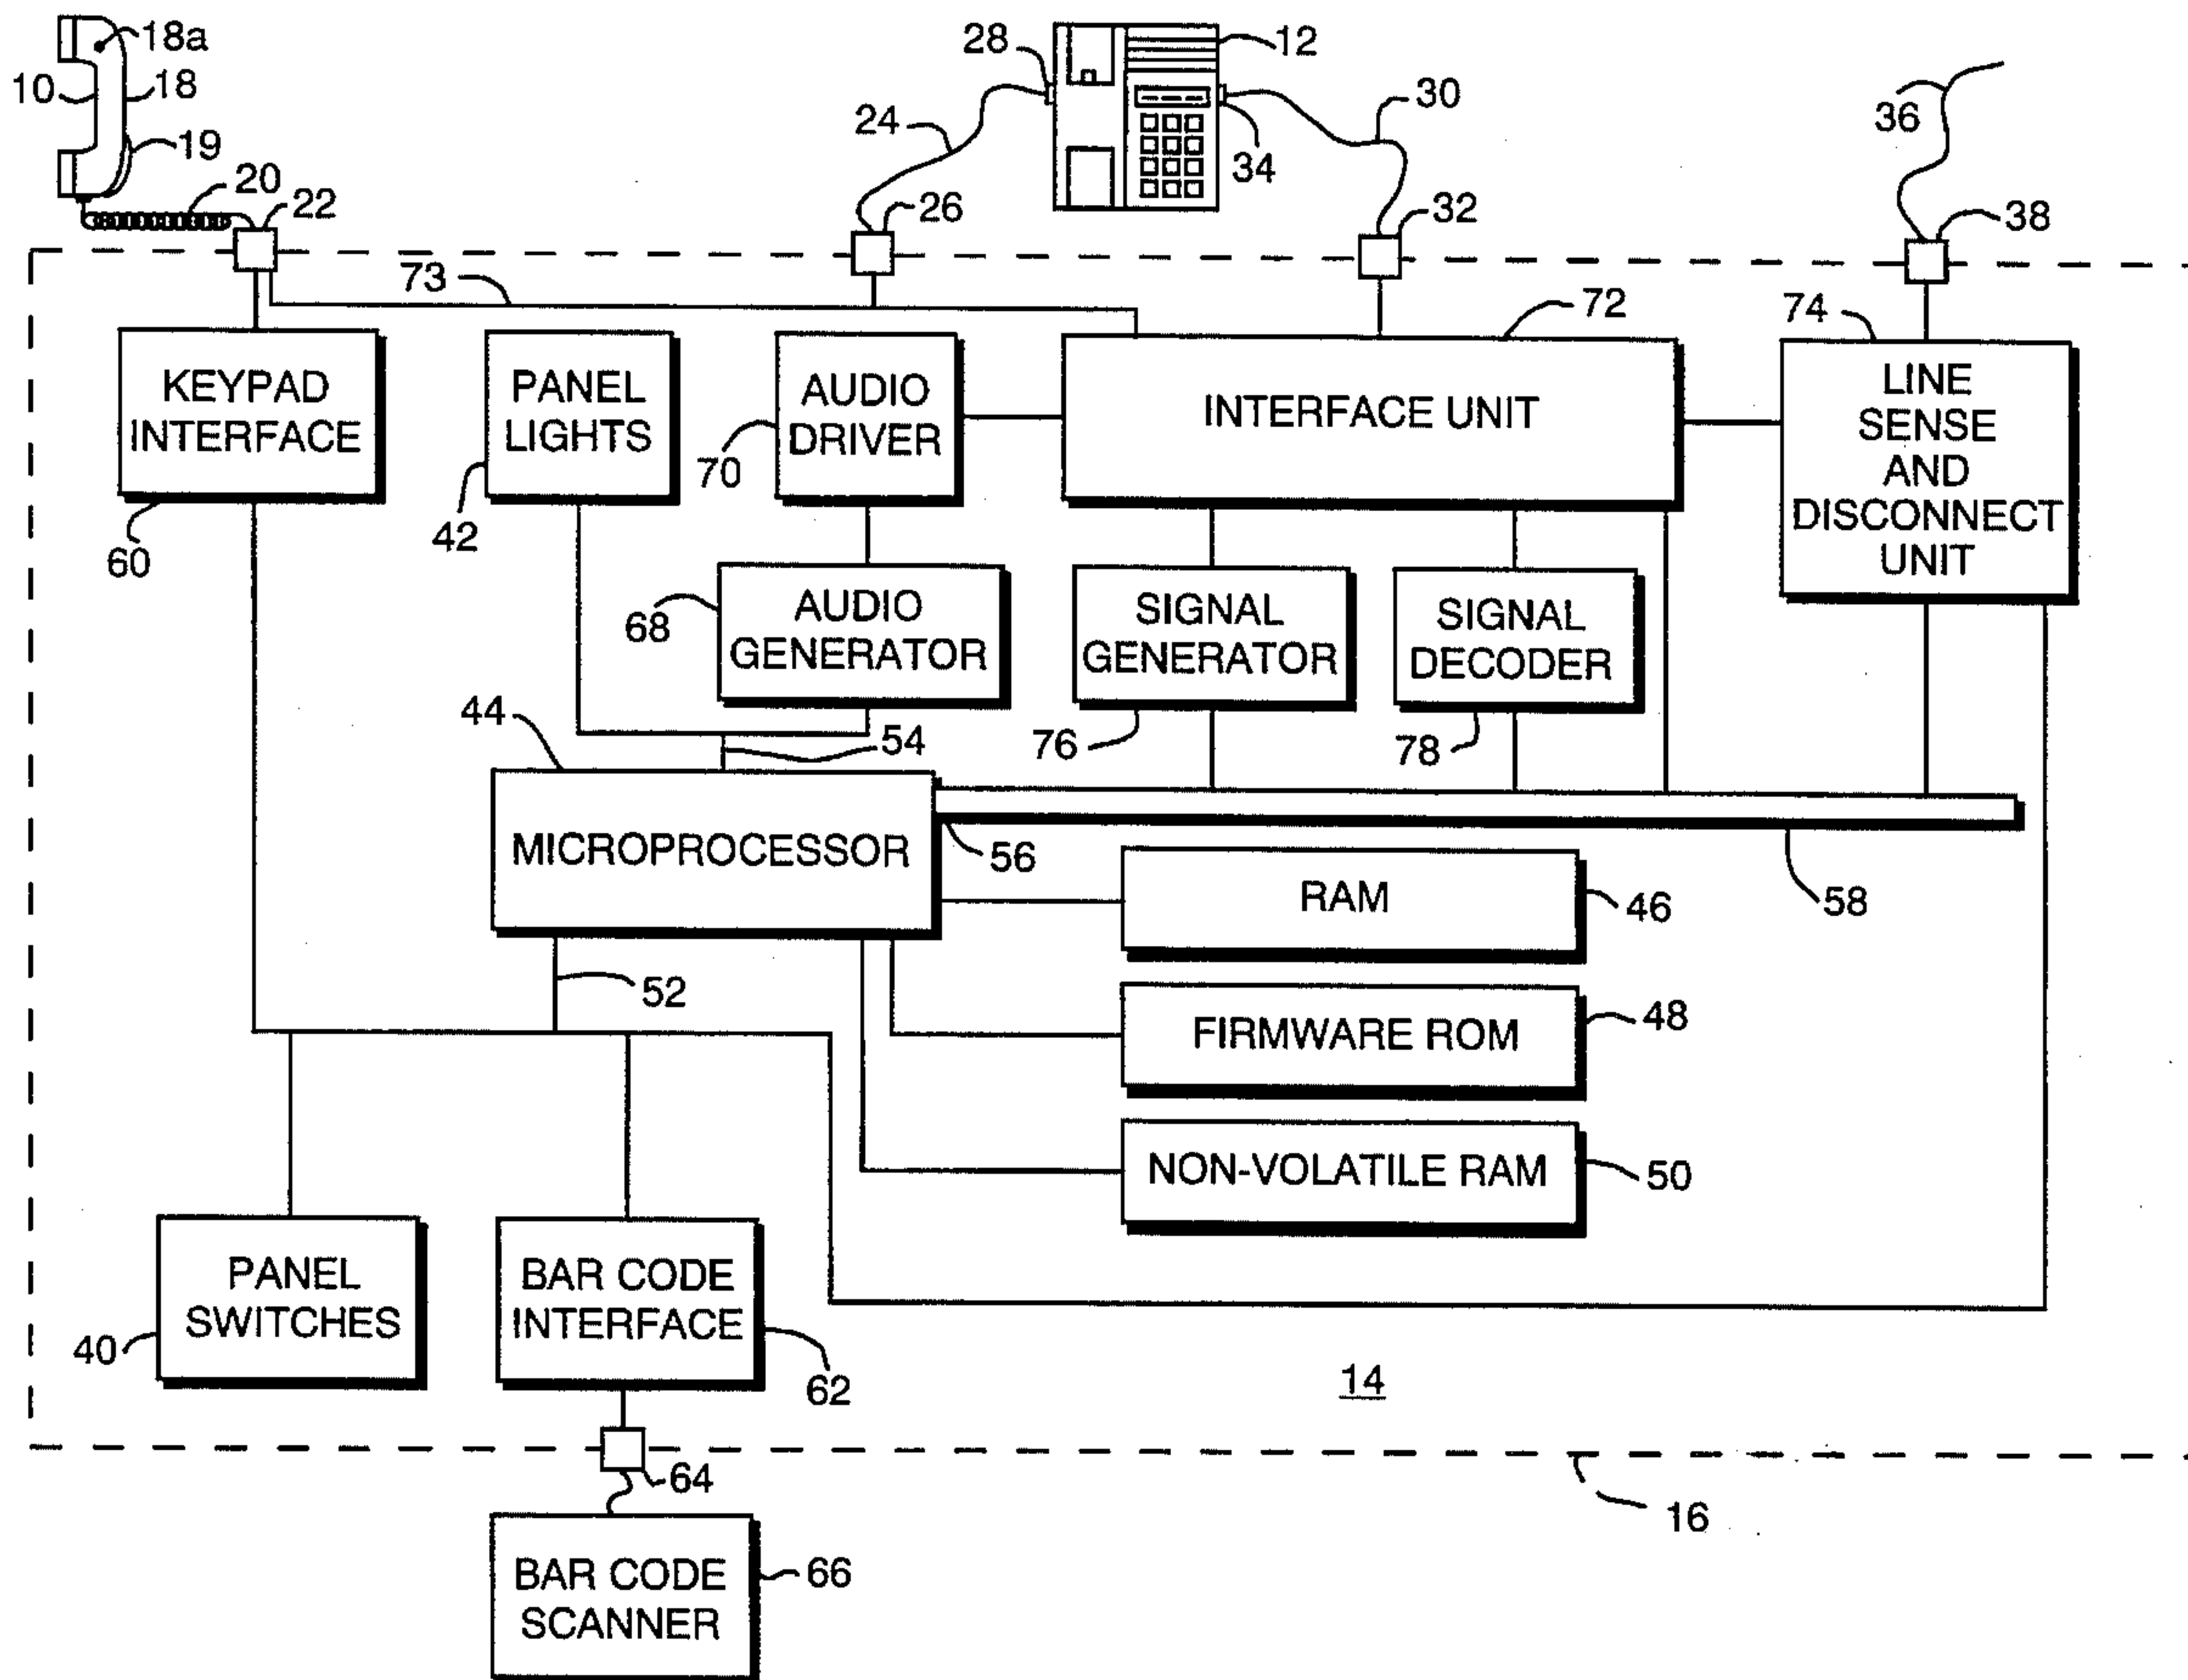 18a
10
18
19
20
22
28
12
24
30
34
26
32
36
38
73
72
74
KEYPAD
INTERFACE
60
PANEL
LIGHTS
42
AUDIO
DRIVER
70
INTERFACE UNIT
LINE
SENSE
AND
DISCONNECT
UNIT
68
AUDIO
GENERATOR
SIGNAL
GENERATOR
76
SIGNAL
DECODER
78
44
54
MICROPROCESSOR
56
58
RAM
46
52
FIRMWARE ROM
48
NON-VOLATILE RAM
50
PANEL
SWITCHES
40
BAR CODE
INTERFACE
62
14
64
16
BAR CODE
SCANNER
66